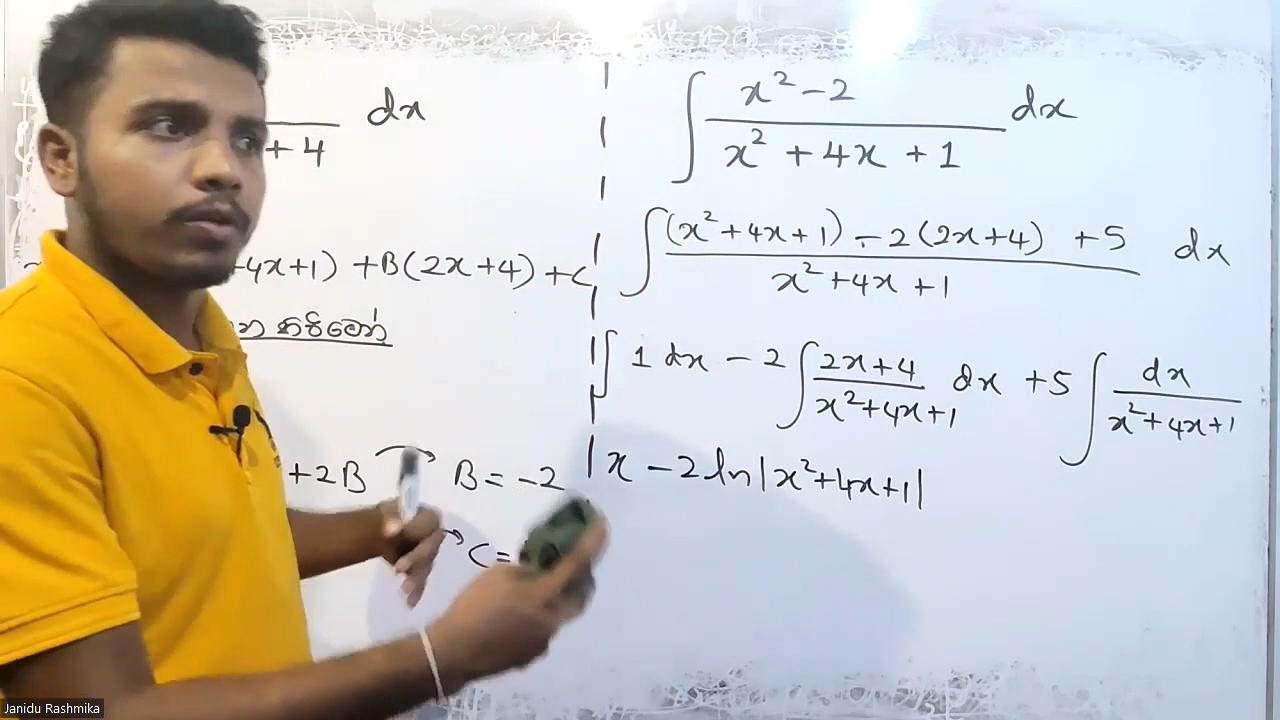 dx
+ 4
4x+1) +B(2x+4) +C
+2B B = -2
C =
∫ x² - 2 / x² + 4x + 1 dx
∫ (x²+4x+1) - 2(2x+4) + 5 / x²+4x+1 dx
∫ 1 dx - 2 ∫ 2x+4 / x²+4x+1 dx + 5 ∫ dx / x²+4x+1
x - 2 ln |x²+4x+1|
Janidu Rashmika